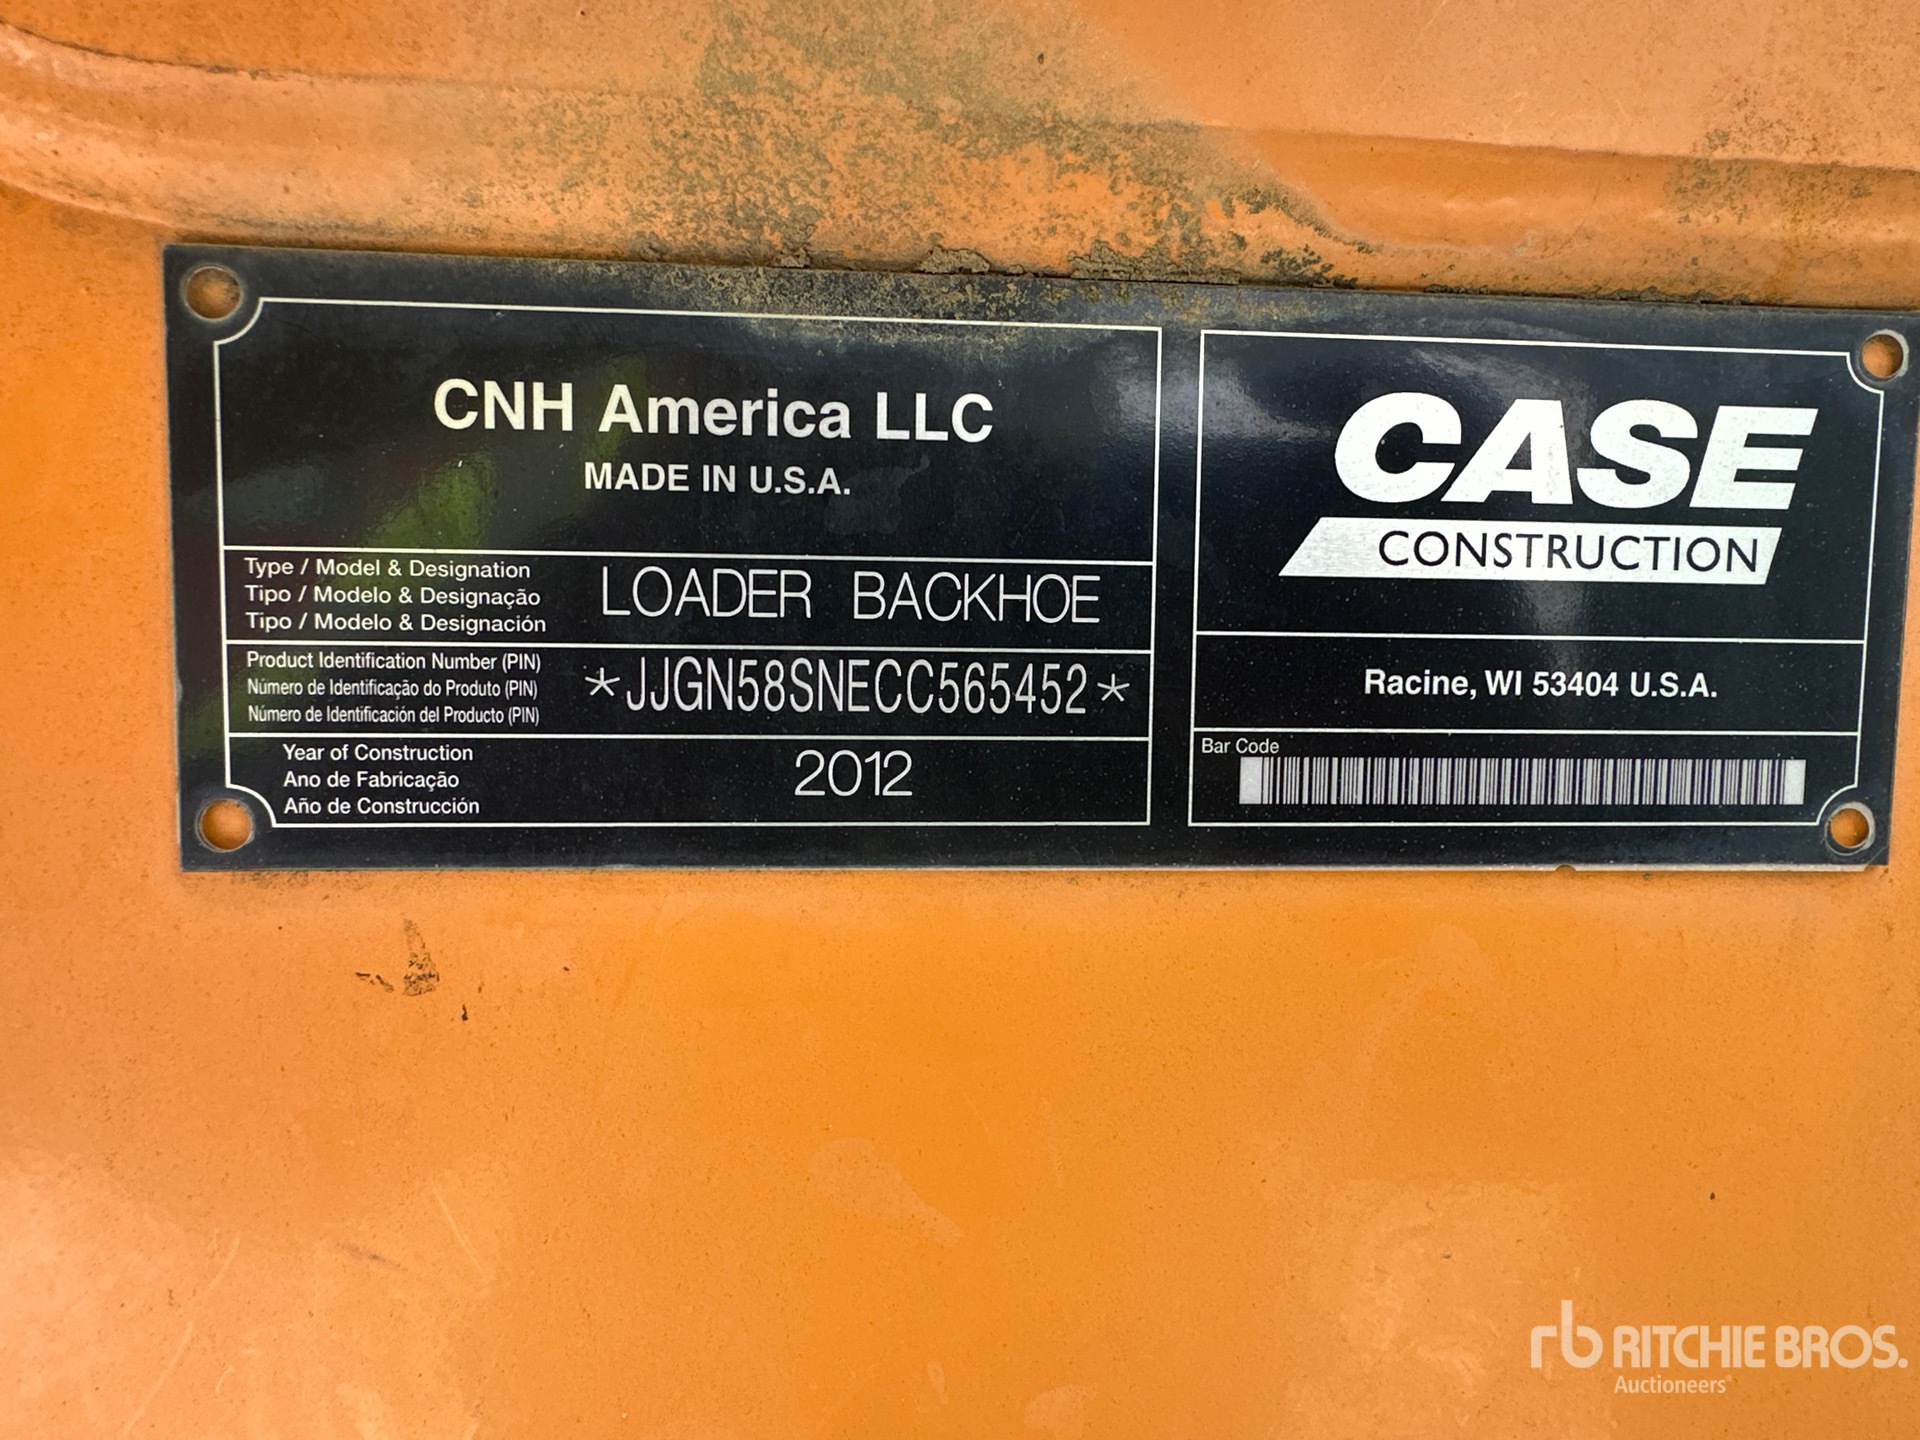 CNH America LLC
MADE IN U.S.A.
Type / Model & Designation
Tipo / Modelo & Designação
Tipo / Modelo & Designación
LOADER BACKHOE
Product Identification Number (PIN)
Número de Identificação do Produto (PIN)
Número de Identificación del Producto (PIN)
*JJGN58SNECC565452*
Year of Construction
Ano de Fabricação
Año de Construcción
2012
CASE
CONSTRUCTION
Racine, WI 53404 U.S.A.
Bar Code
rb RITCHIE BROS.
Auctioneers